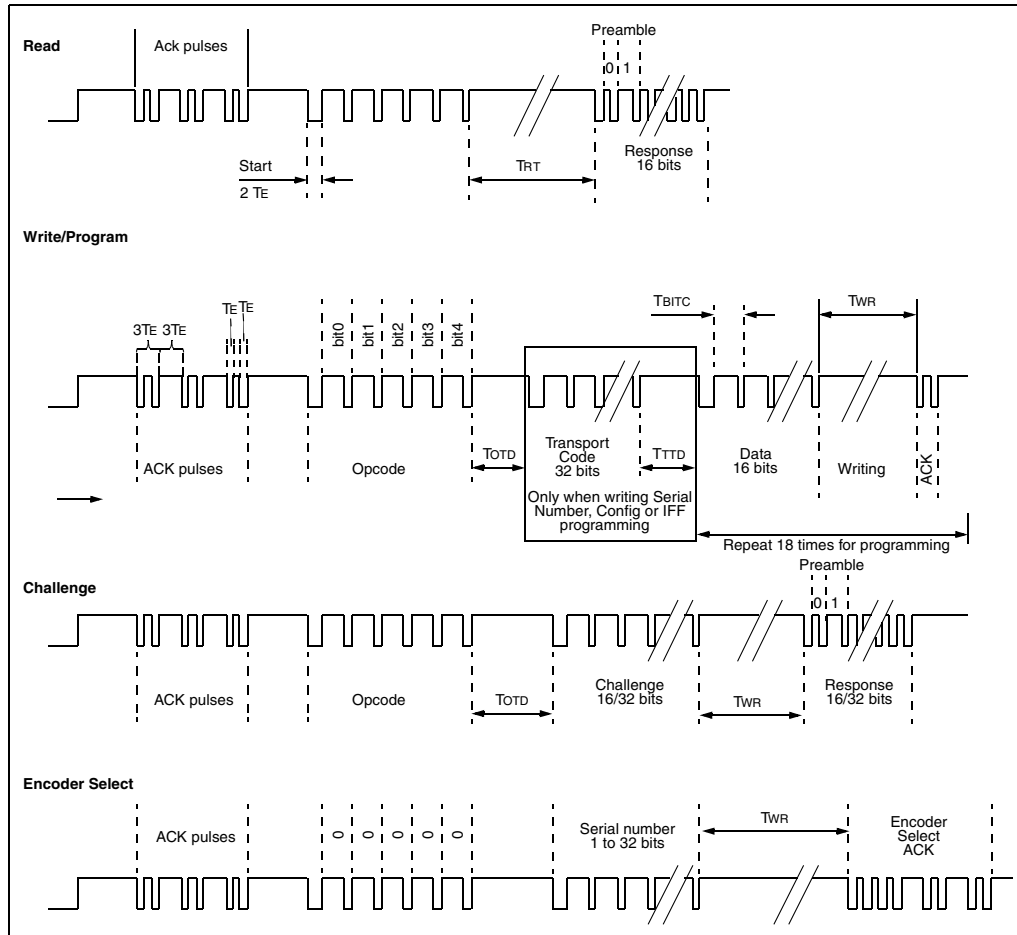 Read
Ack pulses
Preamble
0 1
Start
2 TE
TRT
Response
16 bits
Write/Program
3TE 3TE
TE TE
bit0 bit1 bit2 bit3 bit4
TBITC
TWR
ACK pulses
Opcode
TOTD
Transport
Code
32 bits
TTTD
Only when writing Serial
Number, Config or IFF
programming
Data
16 bits
Writing
ACK
Repeat 18 times for programming
Challenge
Preamble
0 1
ACK pulses
Opcode
TOTD
Challenge
16/32 bits
TWR
Response
16/32 bits
Encoder Select
ACK pulses
0 0 0 0 0
Serial number
1 to 32 bits
TWR
Encoder
Select
ACK